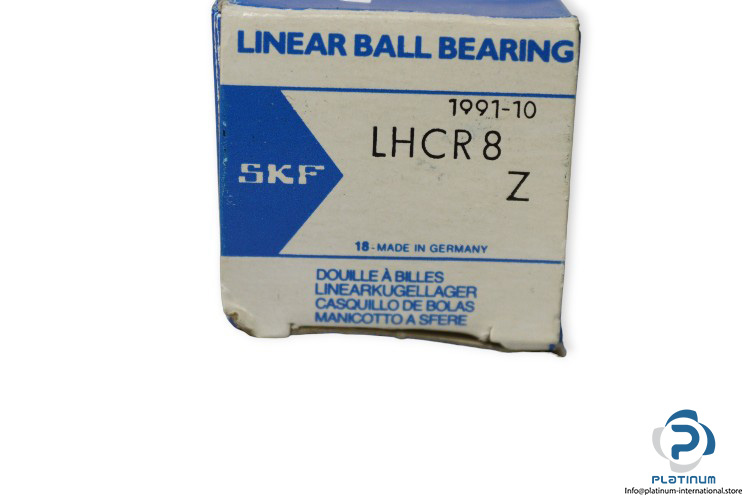 LINEAR BALL BEARING
1991-10
LHCR 8
SKF
Z
18 - MADE IN GERMANY
DOUILLE À BILLES
LINEARKUGELLAGER
CASQUILLO DE BOLAS
MANICOTTO A SFERE
PLATINUM
Info@platinum-international.store